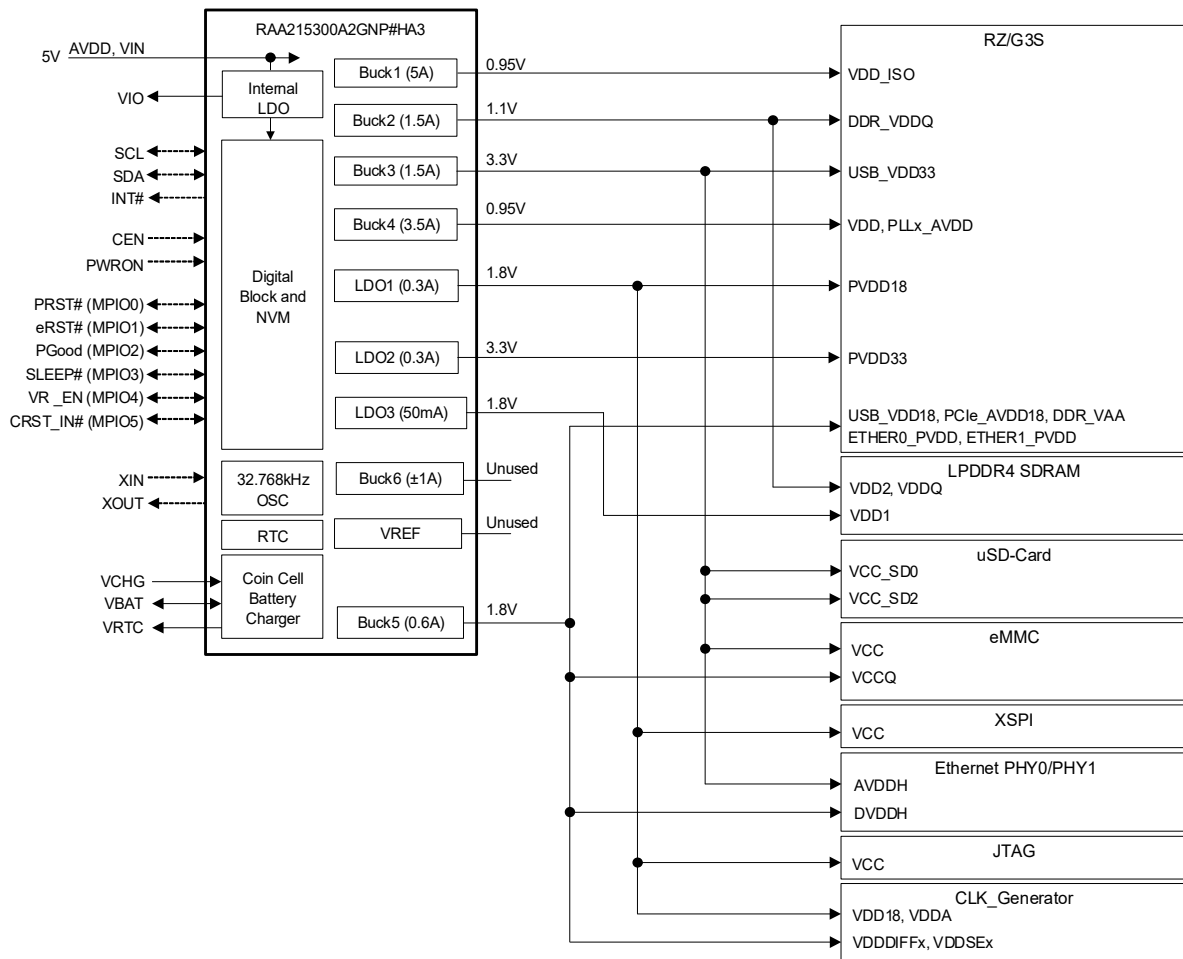 RAA215300A2GNP#HA3
5V
AVDD, VIN
VIO
Internal
LDO
SCL
SDA
INT#
CEN
PWRON
PRST# (MPIO0)
eRST# (MPIO1)
PGood (MPIO2)
SLEEP# (MPIO3)
VR_EN (MPIO4)
CRST_IN# (MPIO5)
XIN
XOUT
VCHG
VBAT
VRTC
Digital
Block and
NVM
32.768kHz
OSC
RTC
Coin Cell
Battery
Charger
Buck1 (5A)
0.95V
Buck2 (1.5A)
1.1V
Buck3 (1.5A)
3.3V
Buck4 (3.5A)
0.95V
LDO1 (0.3A)
1.8V
LDO2 (0.3A)
3.3V
LDO3 (50mA)
1.8V
Buck6 (±1A)
Unused
VREF
Unused
Buck5 (0.6A)
1.8V
RZ/G3S
VDD_ISO
DDR_VDDQ
USB_VDD33
VDD, PLLx_AVDD
PVDD18
PVDD33
USB_VDD18, PCIe_AVDD18, DDR_VAA
ETHER0_PVDD, ETHER1_PVDD
LPDDR4 SDRAM
VDD2, VDDQ
VDD1
uSD-Card
VCC_SD0
VCC_SD2
eMMC
VCC
VCCQ
XSPI
VCC
Ethernet PHY0/PHY1
AVDDH
DVDDH
JTAG
VCC
CLK_Generator
VDD18, VDDA
VDDDIFFx, VDDSEx